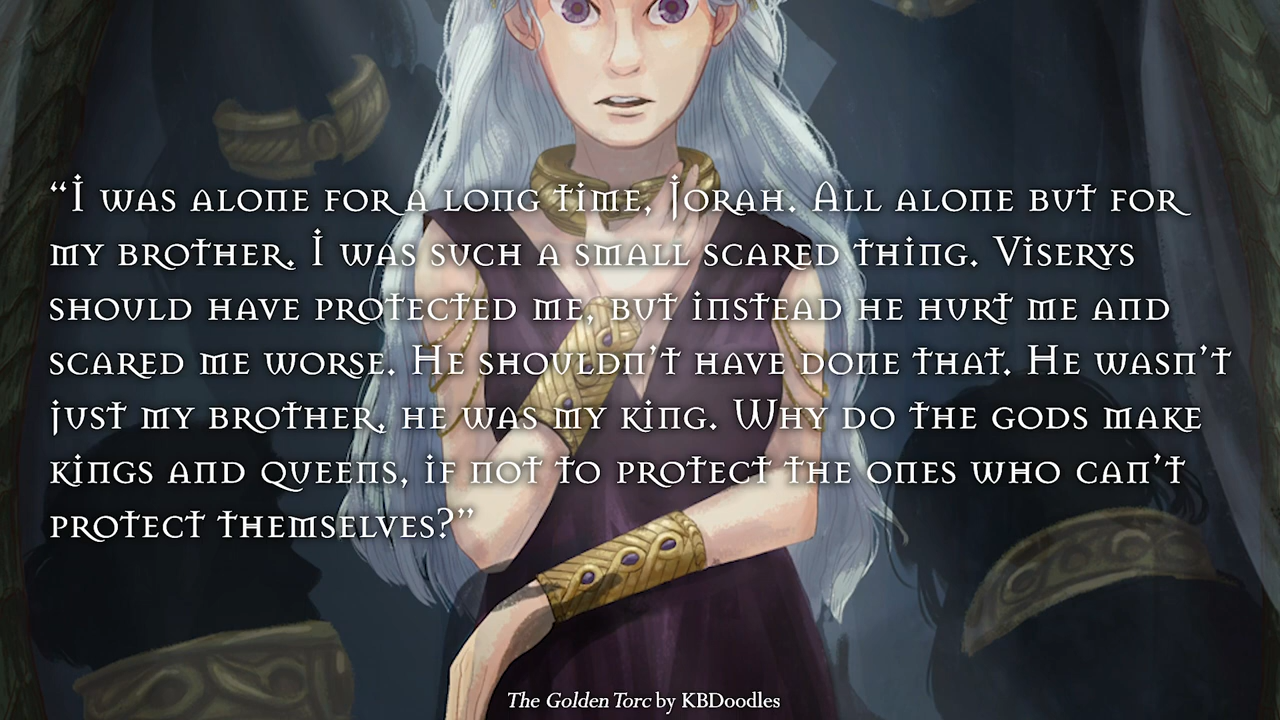 “I was alone for a long time, Jorah. All alone but for
my brother. I was such a small scared thing. Viserys
should have protected me, but instead he hurt me and
scared me worse. He shouldn’t have done that. He wasn’t
just my brother, he was my king. Why do the gods make
kings and queens, if not to protect the ones who can’t
protect themselves?”
The Golden Torc by KBDoodles